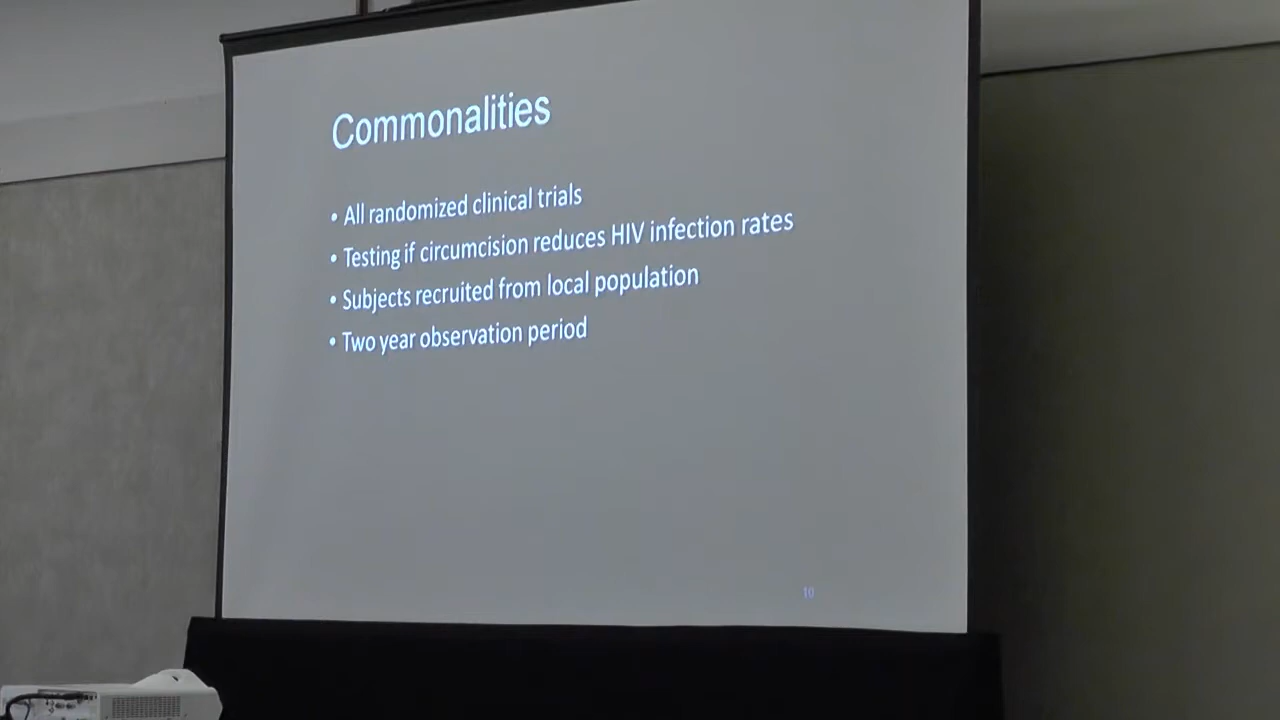 Commonalities
• All randomized clinical trials
• Testing if circumcision reduces HIV infection rates
• Subjects recruited from local population
• Two year observation period
10